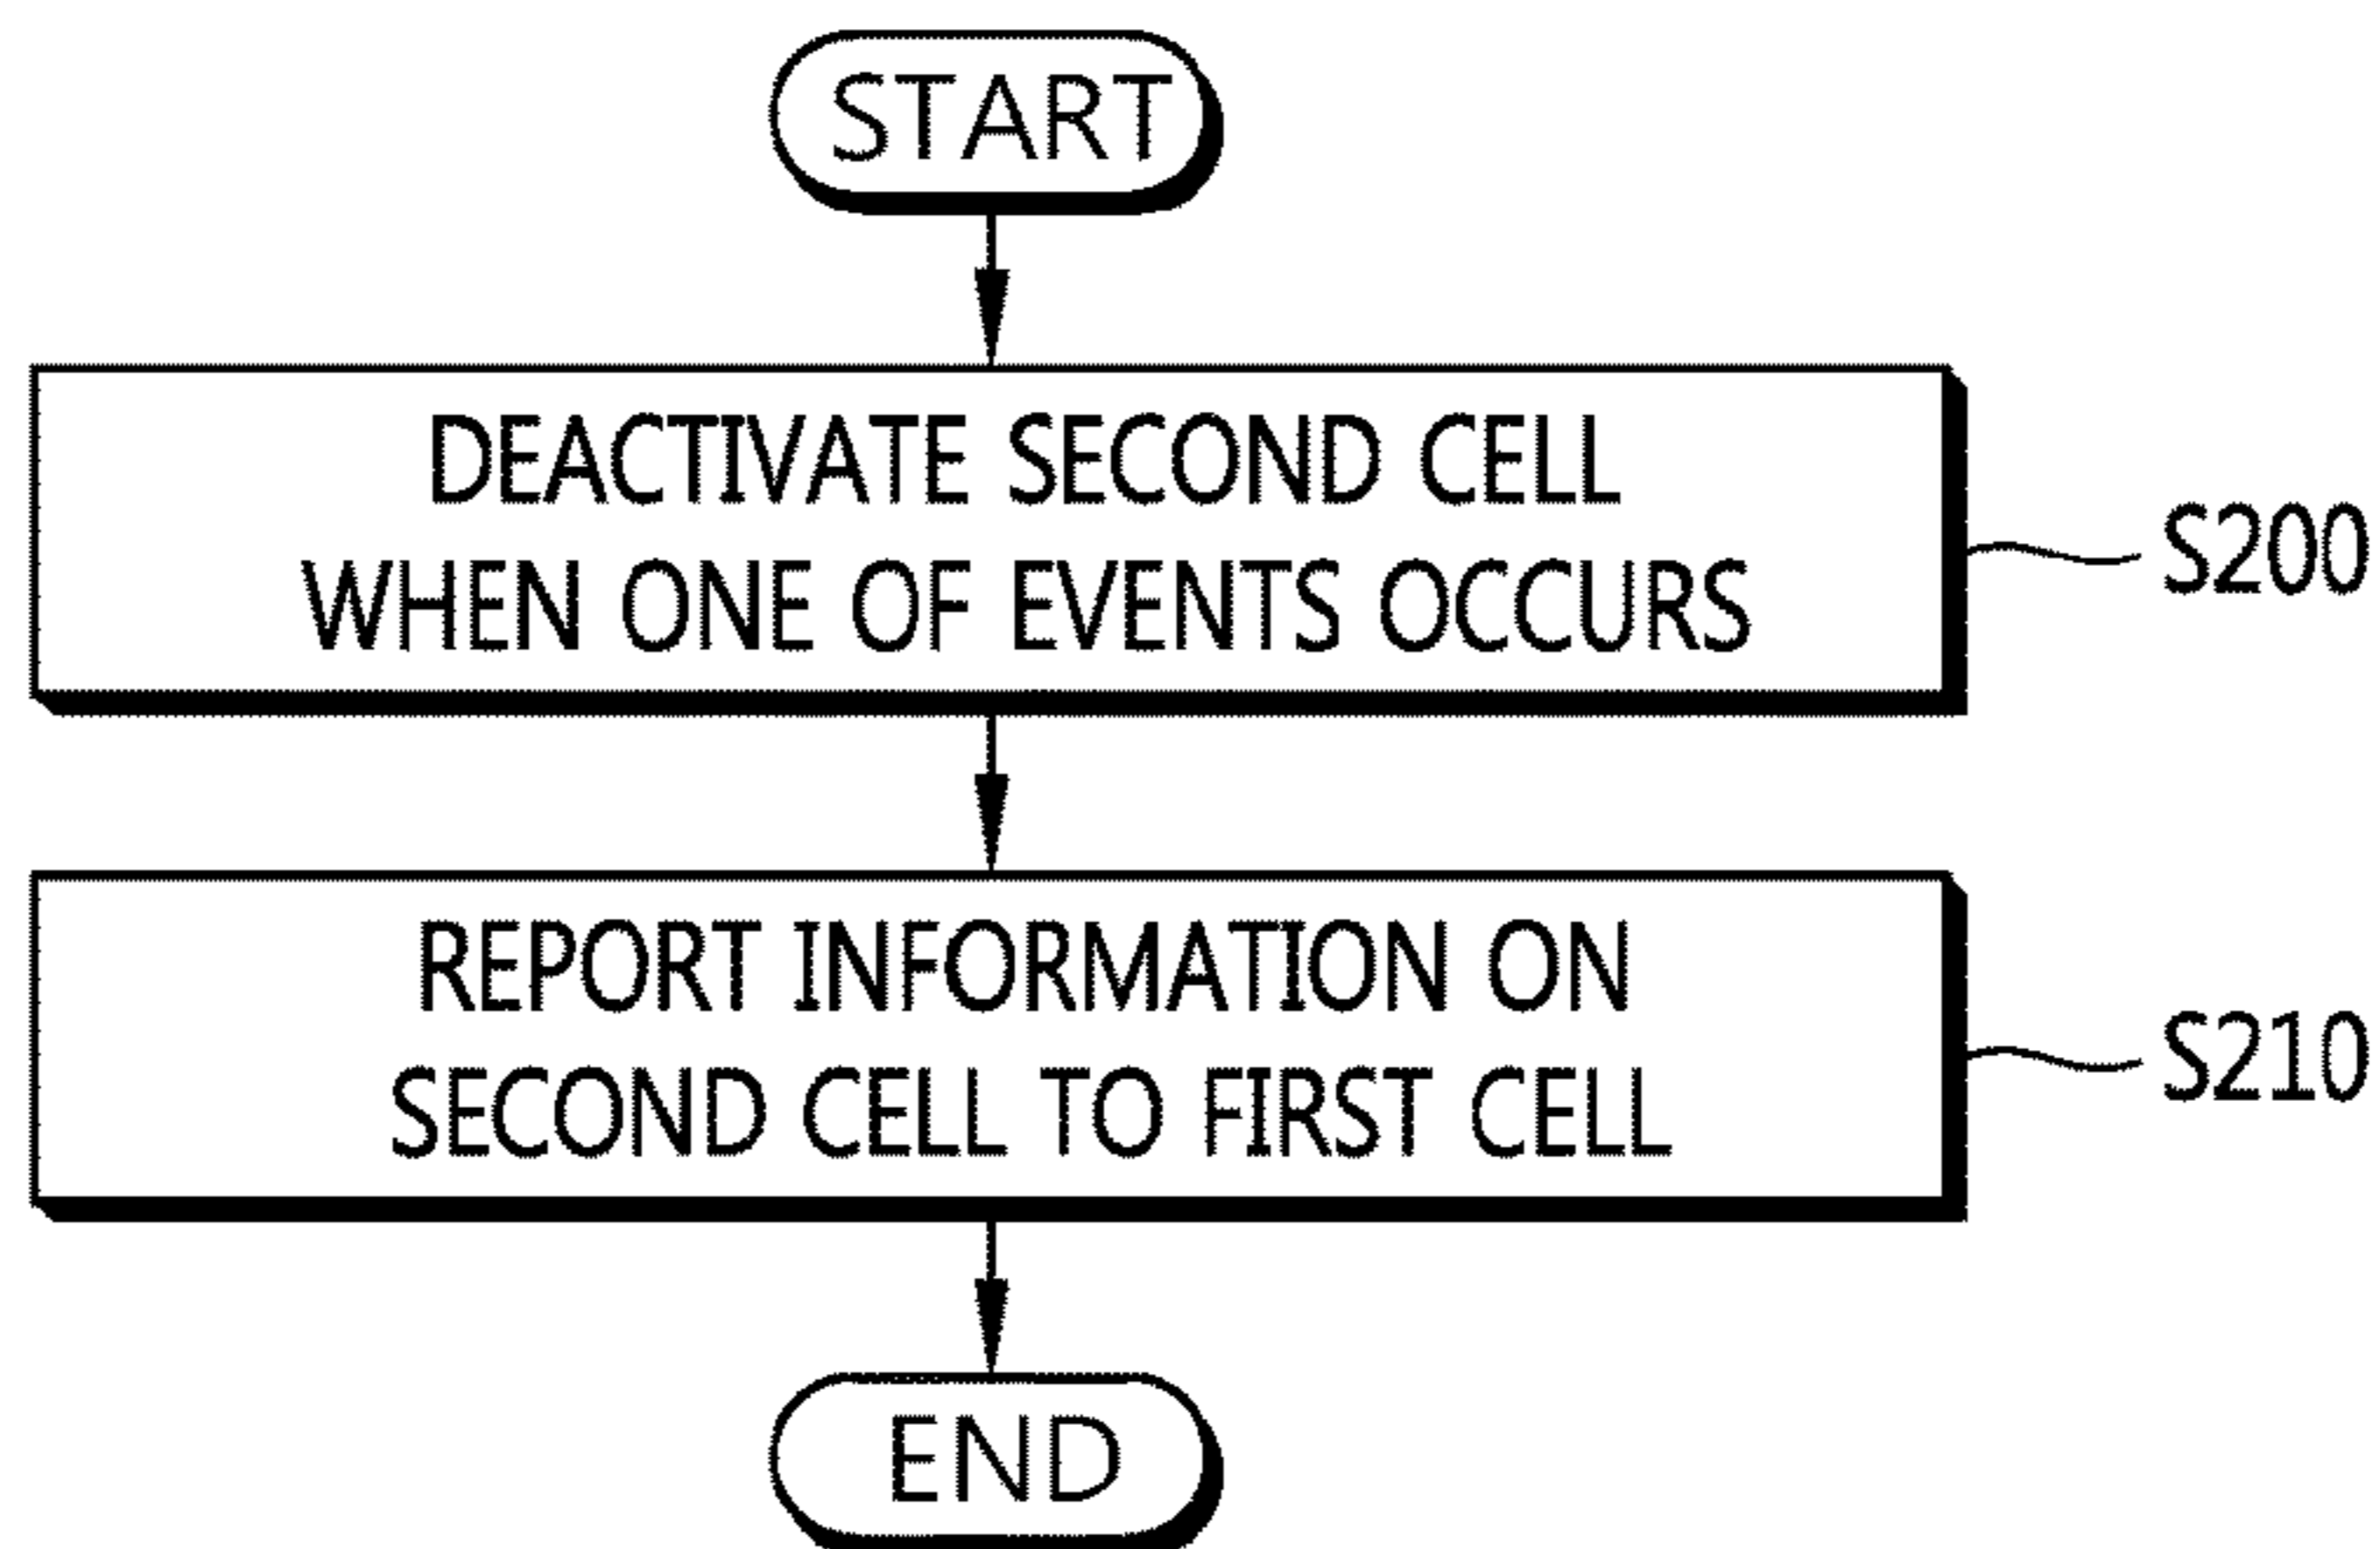 START
DEACTIVATE SECOND CELL
WHEN ONE OF EVENTS OCCURS
S200
REPORT INFORMATION ON
SECOND CELL TO FIRST CELL
S210
END